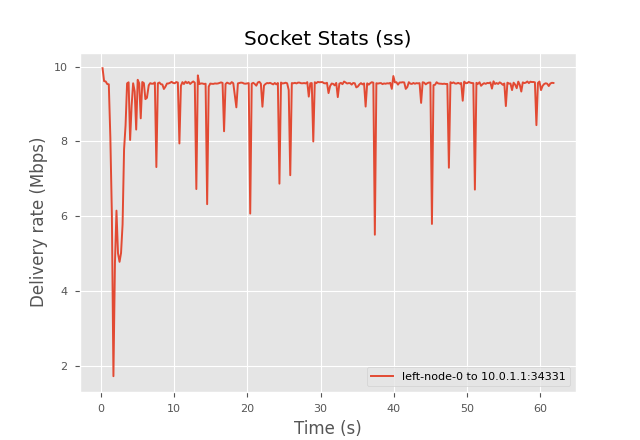 Socket Stats (ss)
10
8
6
4
2
Delivery rate (Mbps)
left-node-0 to 10.0.1.1:34331
0 10 20 30 40 50 60
Time (s)